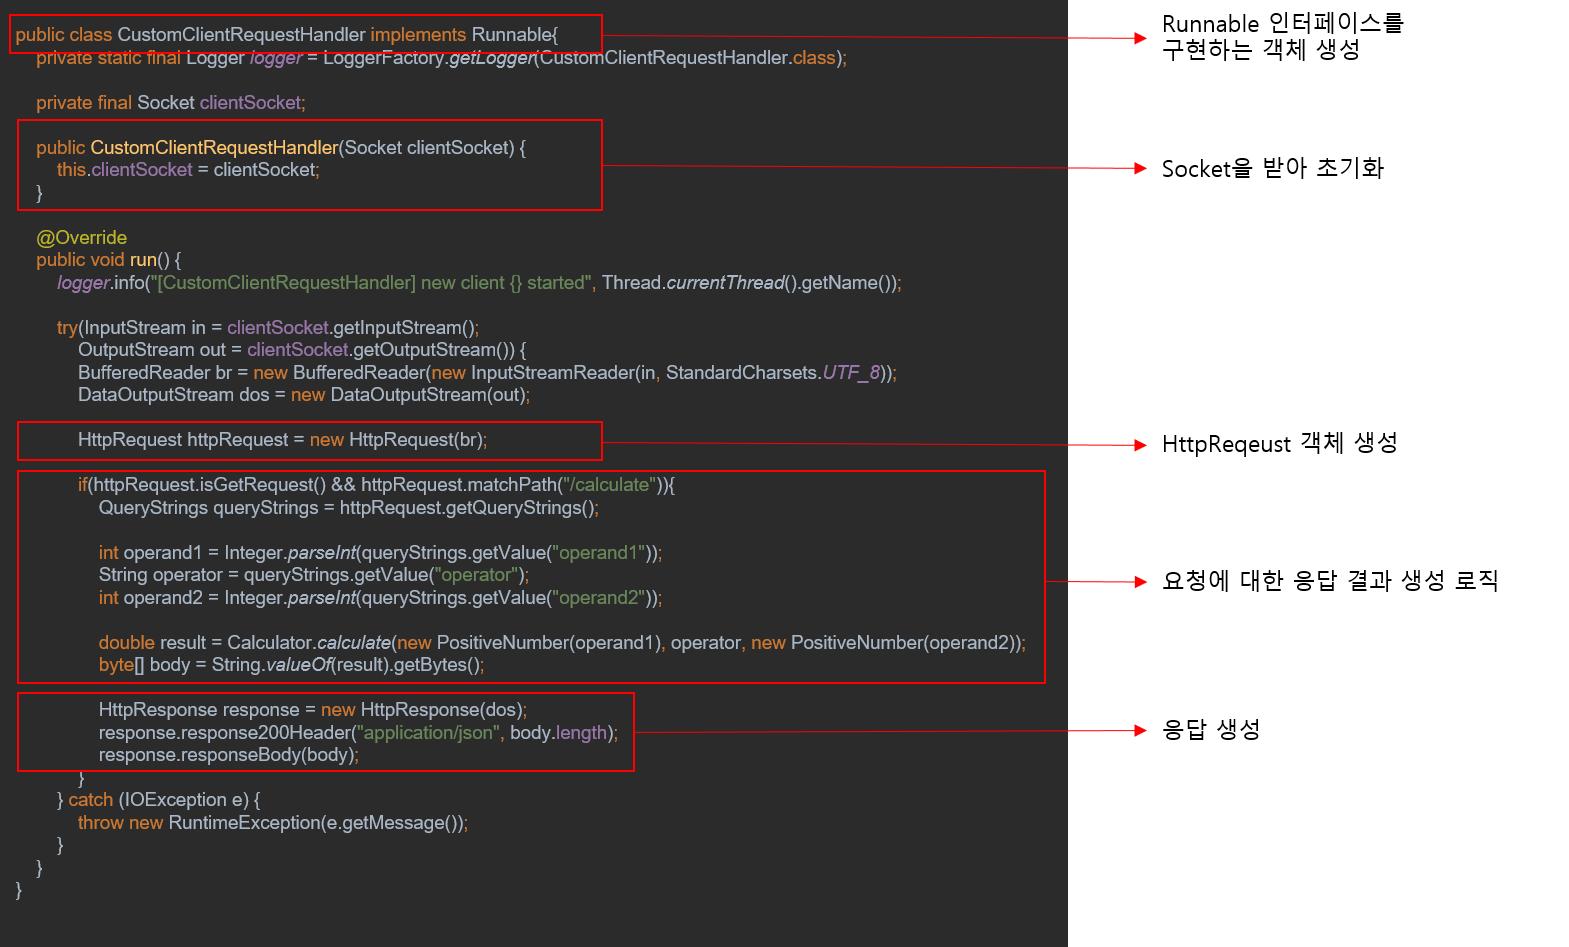 public class CustomClientRequestHandler implements Runnable{
private static final Logger logger = LoggerFactory.getLogger(CustomClientRequestHandler.class);
private final Socket clientSocket;
public CustomClientRequestHandler(Socket clientSocket) {
this.clientSocket = clientSocket;
}
@Override
public void run() {
logger.info("[CustomClientRequestHandler] new client {} started", Thread.currentThread().getName());
try(InputStream in = clientSocket.getInputStream();
OutputStream out = clientSocket.getOutputStream()) {
BufferedReader br = new BufferedReader(new InputStreamReader(in, StandardCharsets.UTF_8));
DataOutputStream dos = new DataOutputStream(out);
HttpRequest httpRequest = new HttpRequest(br);
if(httpRequest.isGetRequest() && httpRequest.matchPath("/calculate")){
QueryStrings queryStrings = httpRequest.getQueryStrings();
int operand1 = Integer.parseInt(queryStrings.getValue("operand1"));
String operator = queryStrings.getValue("operator");
int operand2 = Integer.parseInt(queryStrings.getValue("operand2"));
double result = Calculator.calculate(new PositiveNumber(operand1), operator, new PositiveNumber(operand2));
byte[] body = String.valueOf(result).getBytes();
HttpResponse response = new HttpResponse(dos);
response.response200Header("application/json", body.length);
response.responseBody(body);
}
} catch (IOException e) {
throw new RuntimeException(e.getMessage());
}
}
}
Runnable 인터페이스를
구현하는 객체 생성
Socket을 받아 초기화
HttpReqeust 객체 생성
요청에 대한 응답 결과 생성 로직
응답 생성